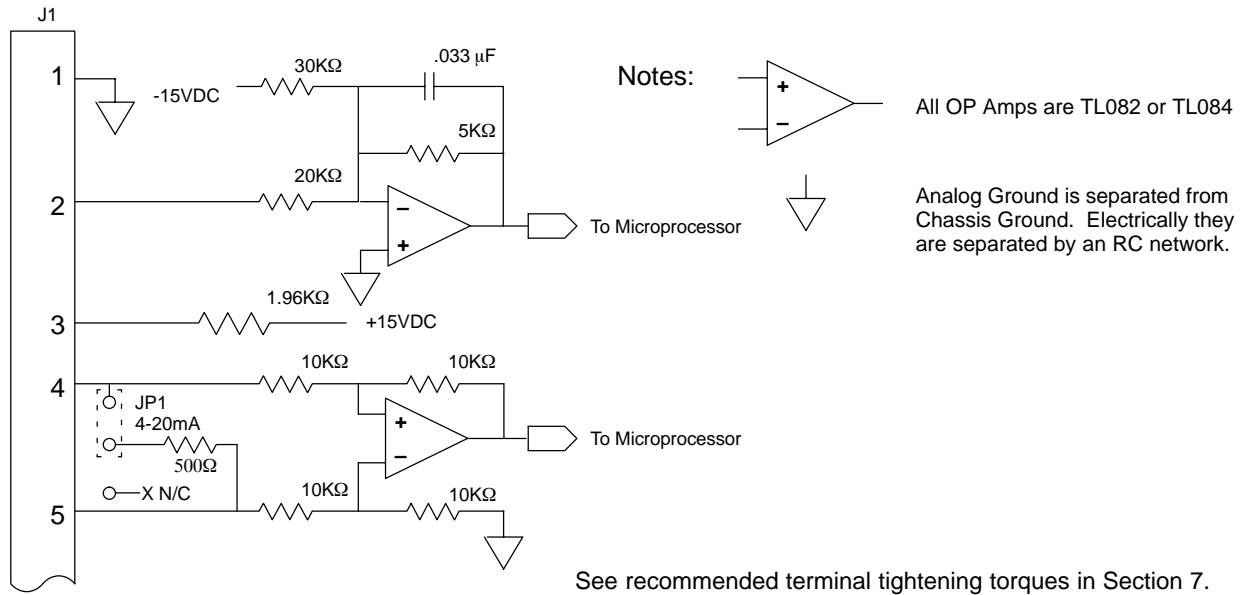 J1
1
-15VDC
30KΩ
.033 μF
5KΩ
2
20KΩ
−
+
To Microprocessor
3
1.96KΩ
+15VDC
4
10KΩ
10KΩ
JP1
4-20mA
500Ω
X N/C
+
−
To Microprocessor
5
10KΩ
10KΩ
Notes:
+
−
All OP Amps are TL082 or TL084
Analog Ground is separated from
Chassis Ground. Electrically they
are separated by an RC network.
See recommended terminal tightening torques in Section 7.